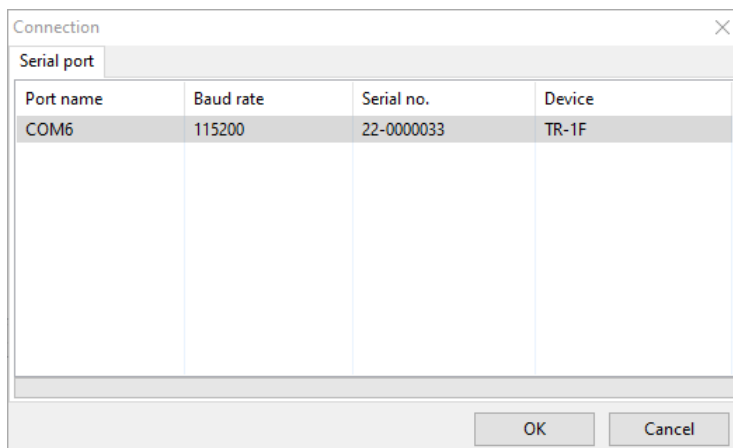 Connection
Serial port
Port name Baud rate Serial no. Device
COM6 115200 22-0000033 TR-1F
OK Cancel